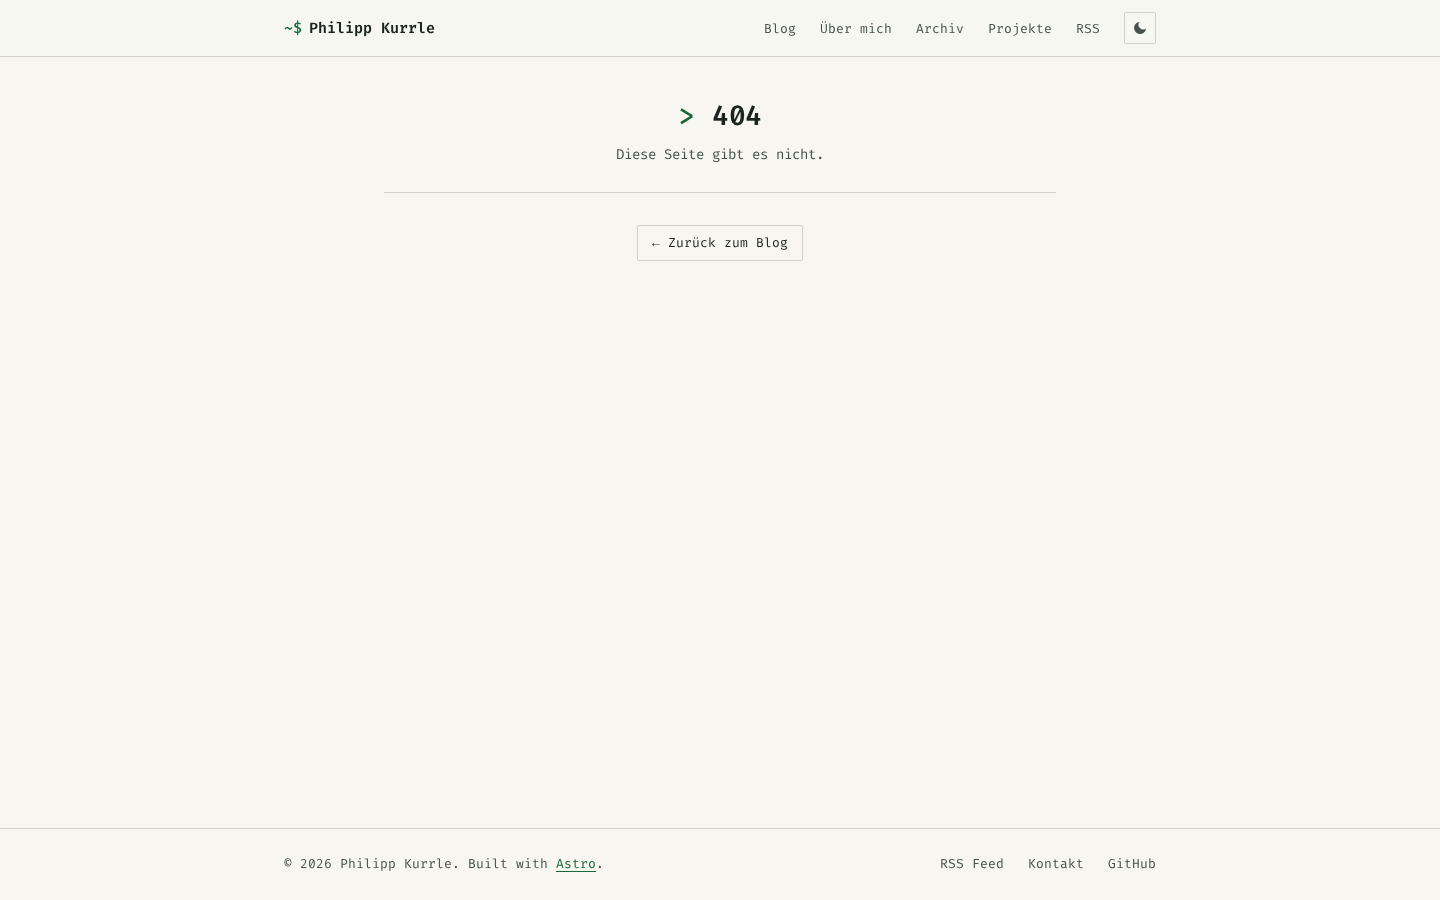 ~$ Philipp Kurrle
Blog Über mich Archiv Projekte RSS
> 404
Diese Seite gibt es nicht.
← Zurück zum Blog
© 2026 Philipp Kurrle. Built with Astro.
RSS Feed Kontakt GitHub